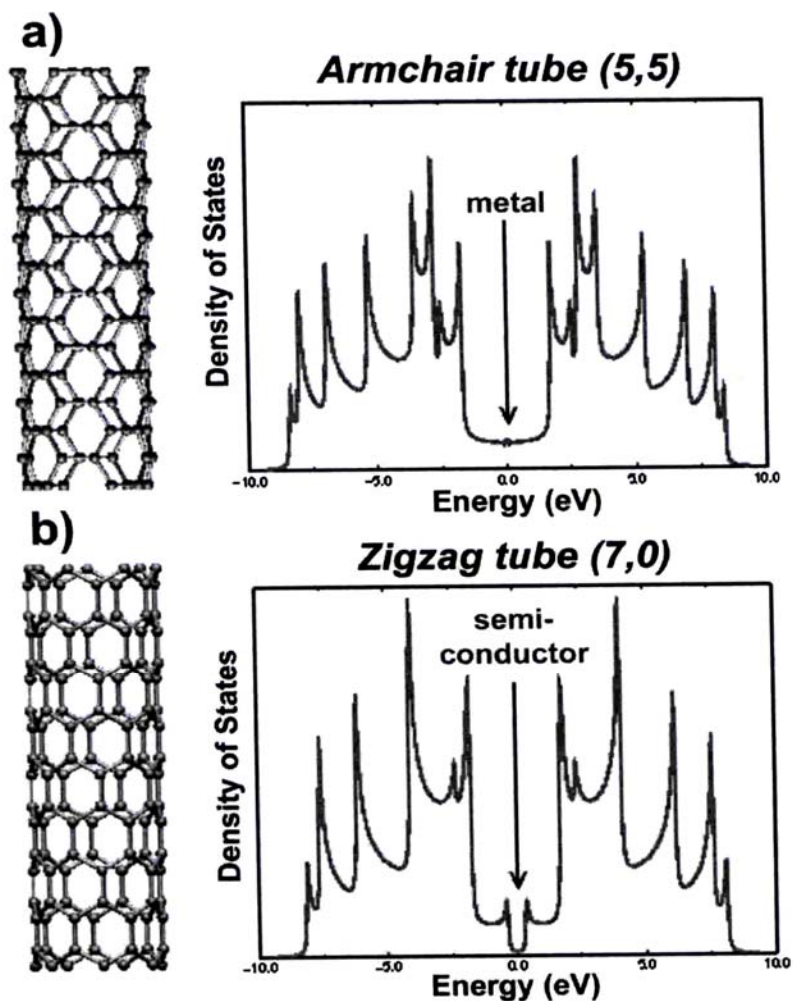 a)
Armchair tube (5,5)
metal
Density of States
-10.0 -5.0 0.0 5.0 10.0
Energy (eV)
b)
Zigzag tube (7,0)
semi-
conductor
Density of States
-10.0 -5.0 0.0 5.0 10.0
Energy (eV)